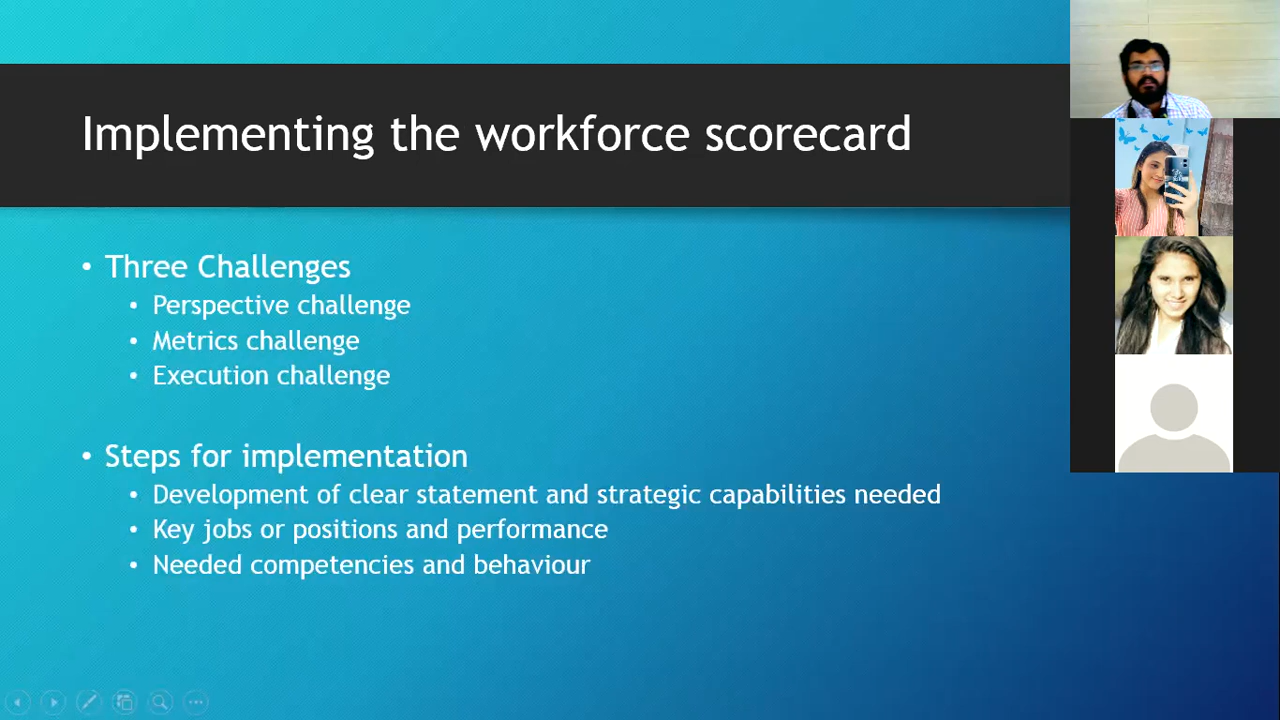 Implementing the workforce scorecard
• Three Challenges
• Perspective challenge
• Metrics challenge
• Execution challenge
• Steps for implementation
• Development of clear statement and strategic capabilities needed
• Key jobs or positions and performance
• Needed competencies and behaviour